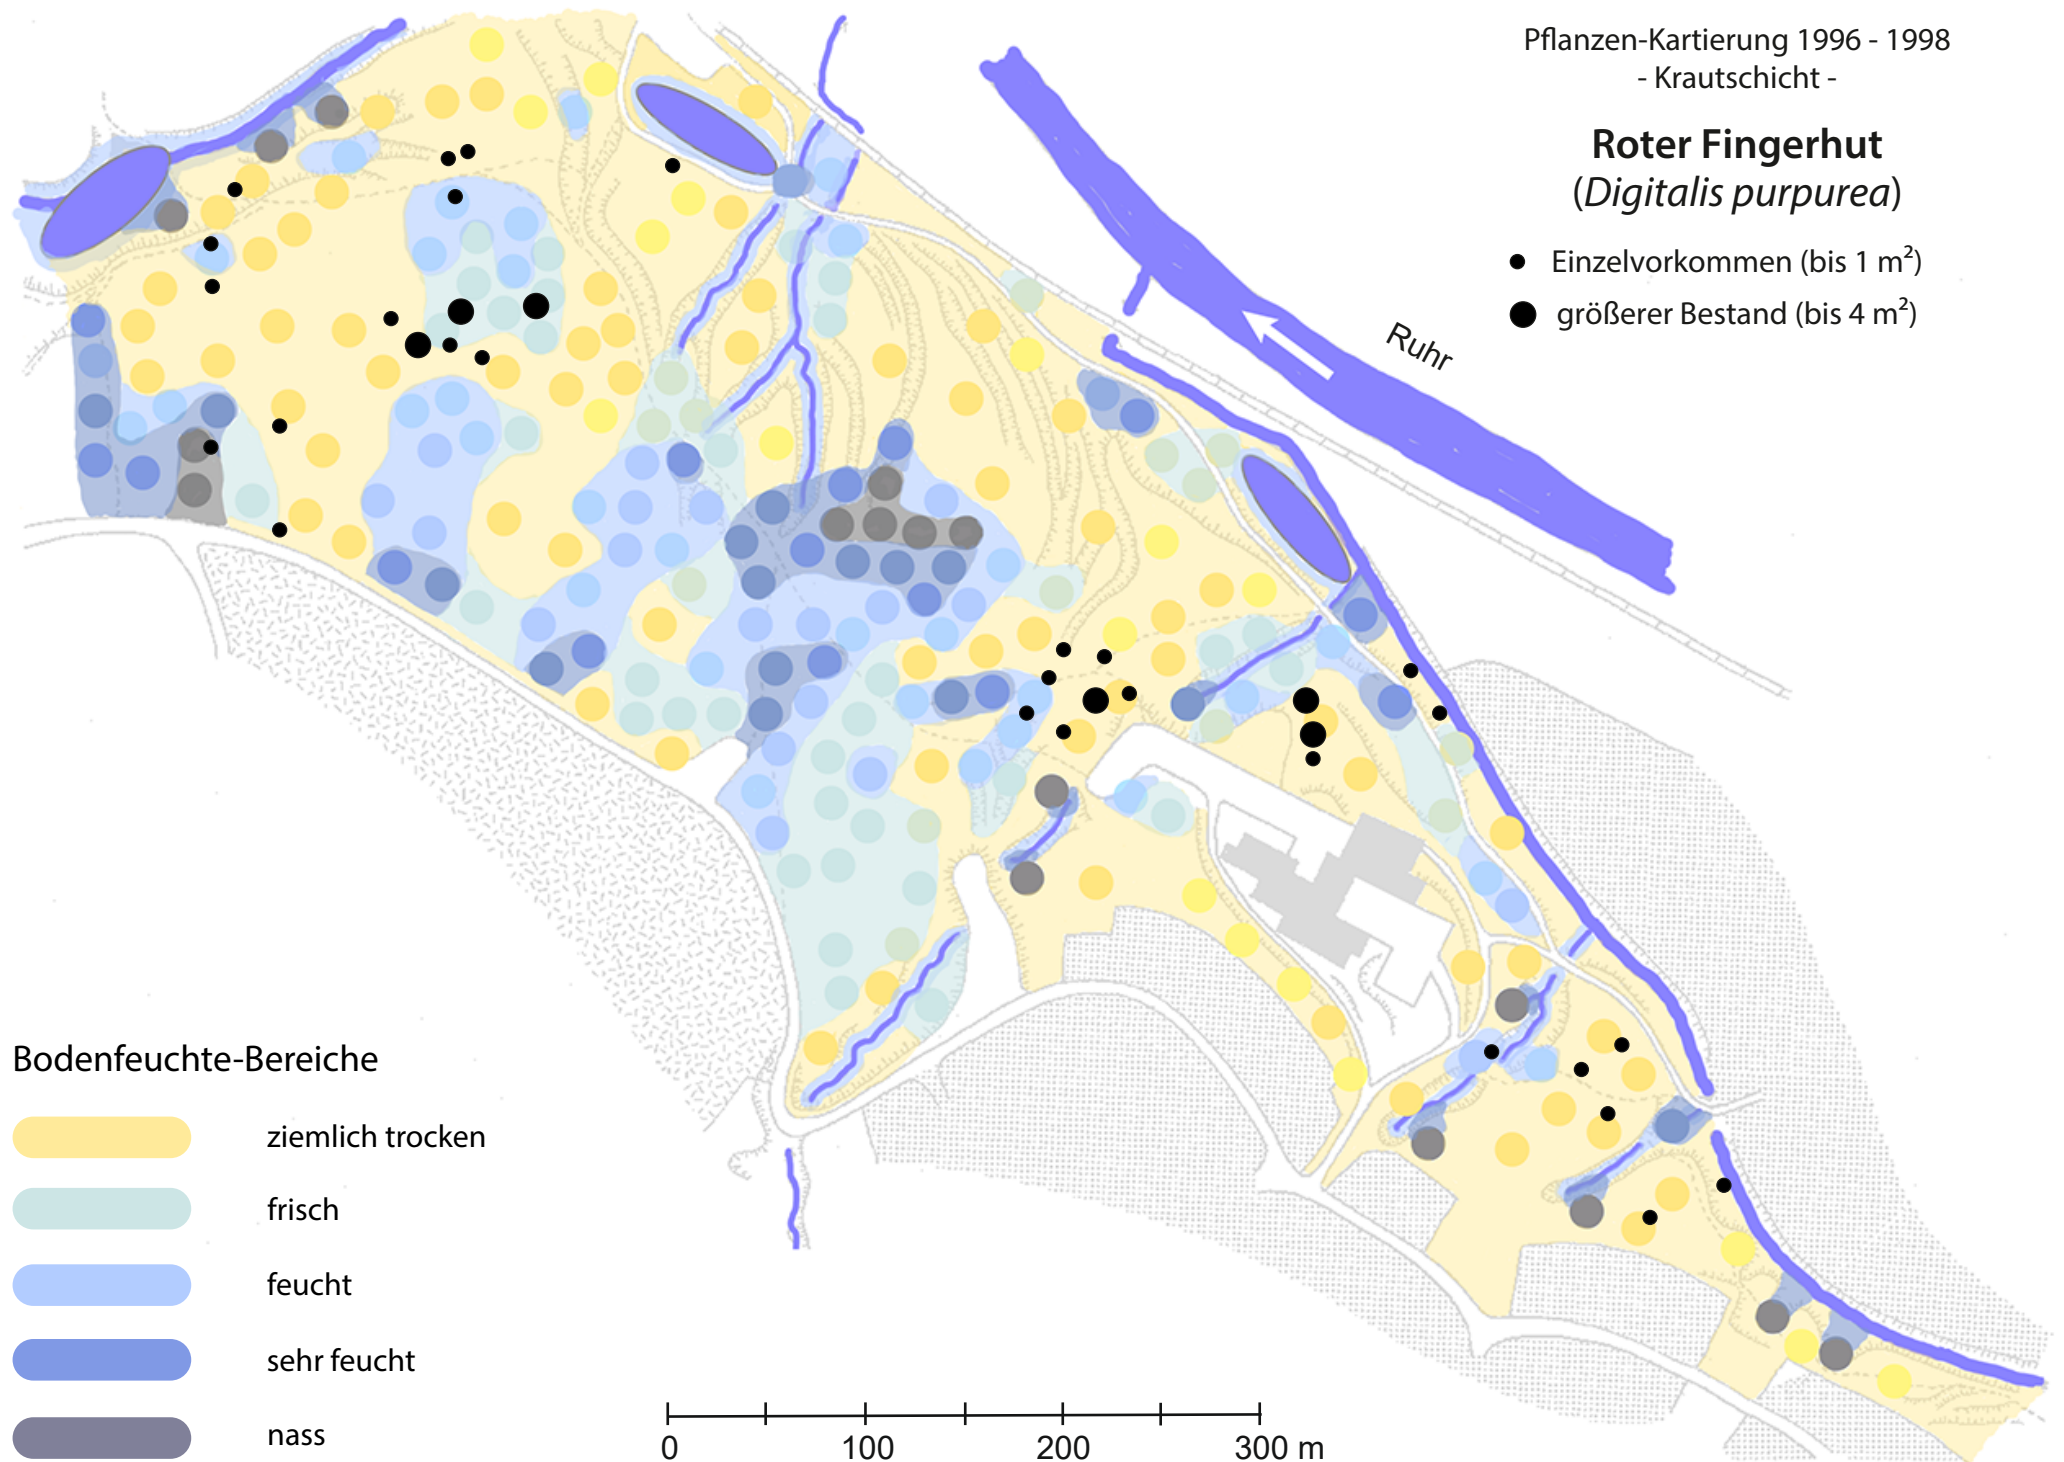 Pflanzen-Kartierung 1996 - 1998
- Krautschicht -
Roter Fingerhut
(Digitalis purpurea)
Einzelvorkommen (bis 1 m²)
größerer Bestand (bis 4 m²)
Ruhr
Bodenfeuchte-Bereiche
ziemlich trocken
frisch
feucht
sehr feucht
nass
0 100 200 300 m